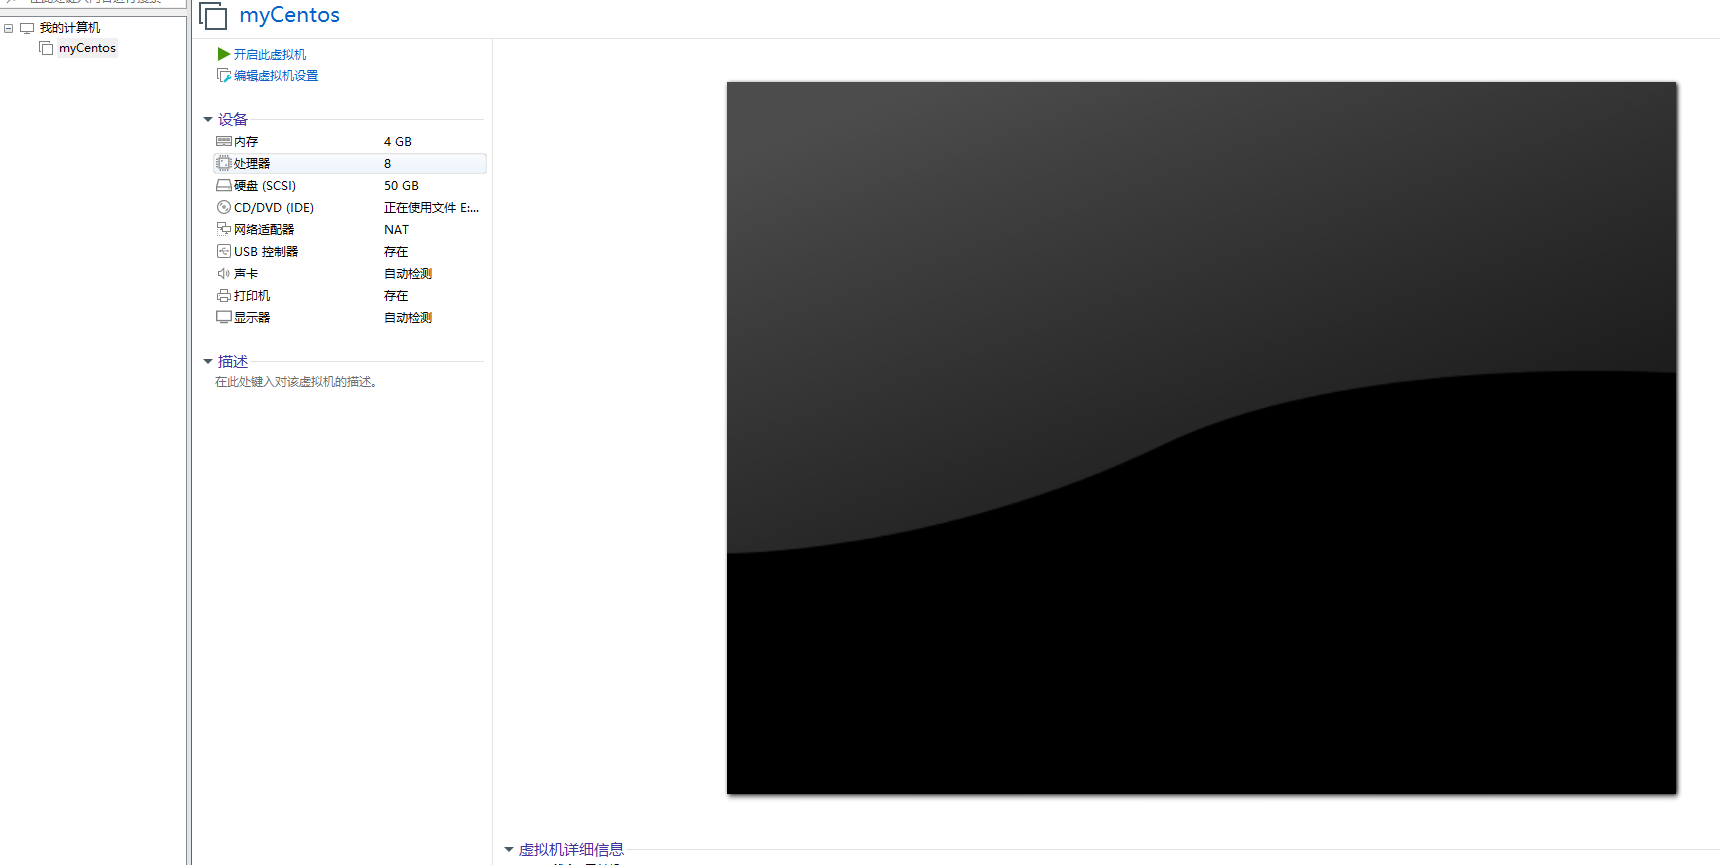 我的计算机
myCentos
myCentos
开启此虚拟机
编辑虚拟机设置
设备
内存 4 GB
处理器 8
硬盘 (SCSI) 50 GB
CD/DVD (IDE) 正在使用文件 E:...
网络适配器 NAT
USB 控制器 存在
声卡 自动检测
打印机 存在
显示器 自动检测
描述
在此处键入对该虚拟机的描述。
虚拟机详细信息